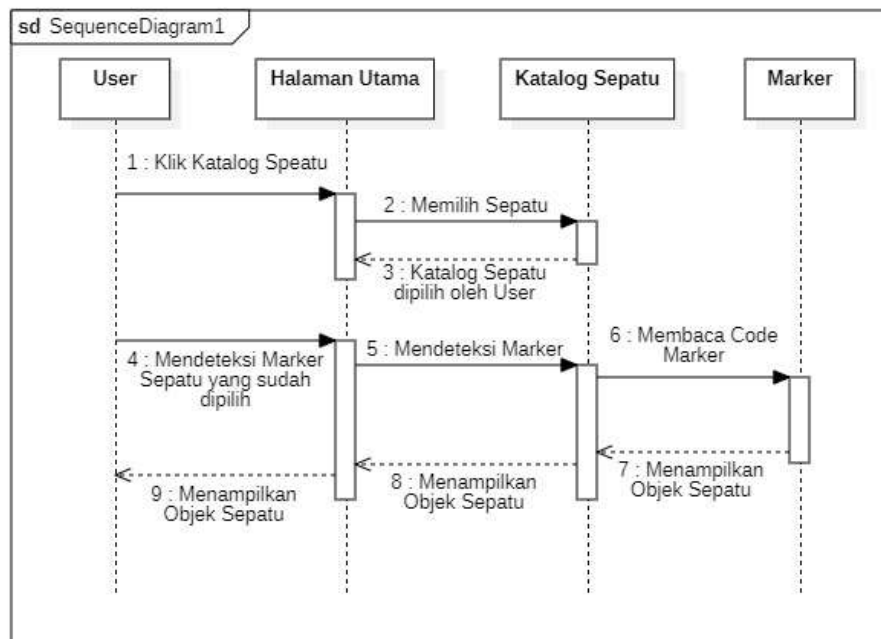 sd SequenceDiagram1
User
Halaman Utama
Katalog Sepatu
Marker
1 : Klik Katalog Speatu
2 : Memilih Sepatu
3 : Katalog Sepatu
dipilih oleh User
4 : Mendeteksi Marker
Sepatu yang sudah
dipilih
5 : Mendeteksi Marker
6 : Membaca Code
Marker
7 : Menampilkan
Objek Sepatu
8 : Menampilkan
Objek Sepatu
9 : Menampilkan
Objek Sepatu